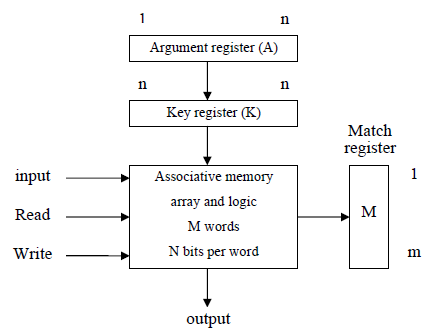 1 n
Argument register (A)
n n
Key register (K)
Match
register
input
Read
Write
Associative memory
array and logic
M words
N bits per word
M
1
m
output